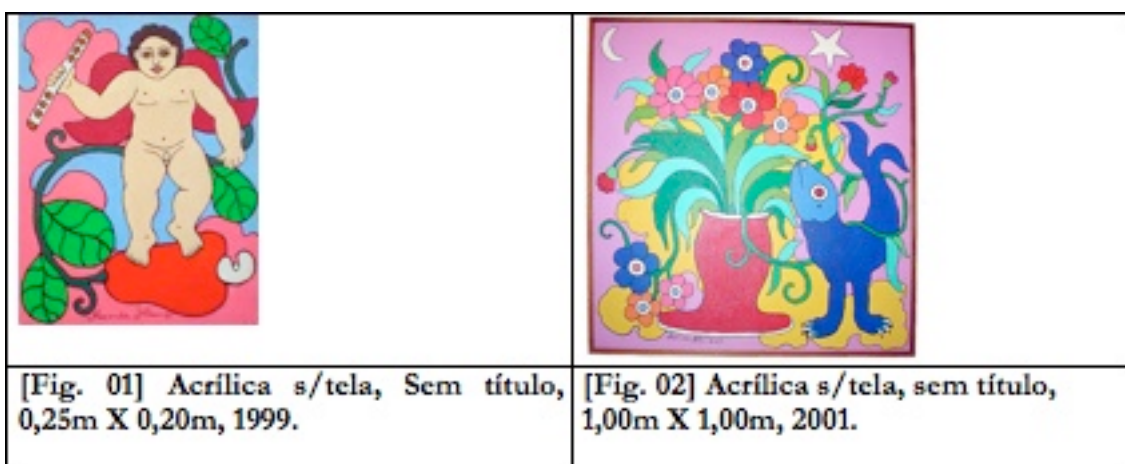 [Fig. 01] Acrílica s/tela, Sem título,
0,25m X 0,20m, 1999.
[Fig. 02] Acrílica s/tela, sem título,
1,00m X 1,00m, 2001.